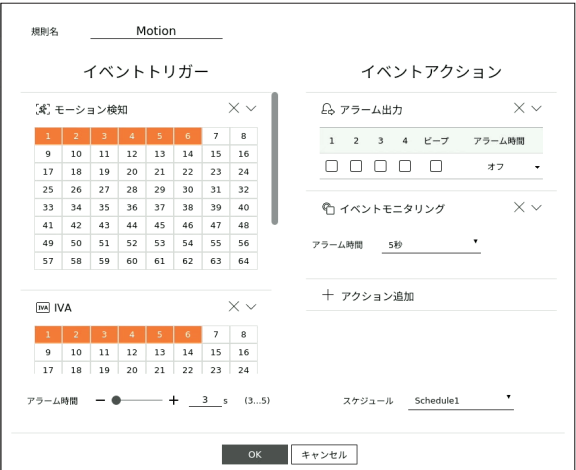 規則名 Motion
イベントトリガー
モーション検知
1 2 3 4 5 6 7 8
9 10 11 12 13 14 15 16
17 18 19 20 21 22 23 24
25 26 27 28 29 30 31 32
33 34 35 36 37 38 39 40
41 42 43 44 45 46 47 48
49 50 51 52 53 54 55 56
57 58 59 60 61 62 63 64
IVA IVA
1 2 3 4 5 6 7 8
9 10 11 12 13 14 15 16
17 18 19 20 21 22 23 24
アラーム時間 3 s (3...5)
イベントアクション
アラーム出力
1 2 3 4 ビープ アラーム時間
オフ
イベントモニタリング
アラーム時間 5秒
アクション追加
スケジュール Schedule1
OK キャンセル